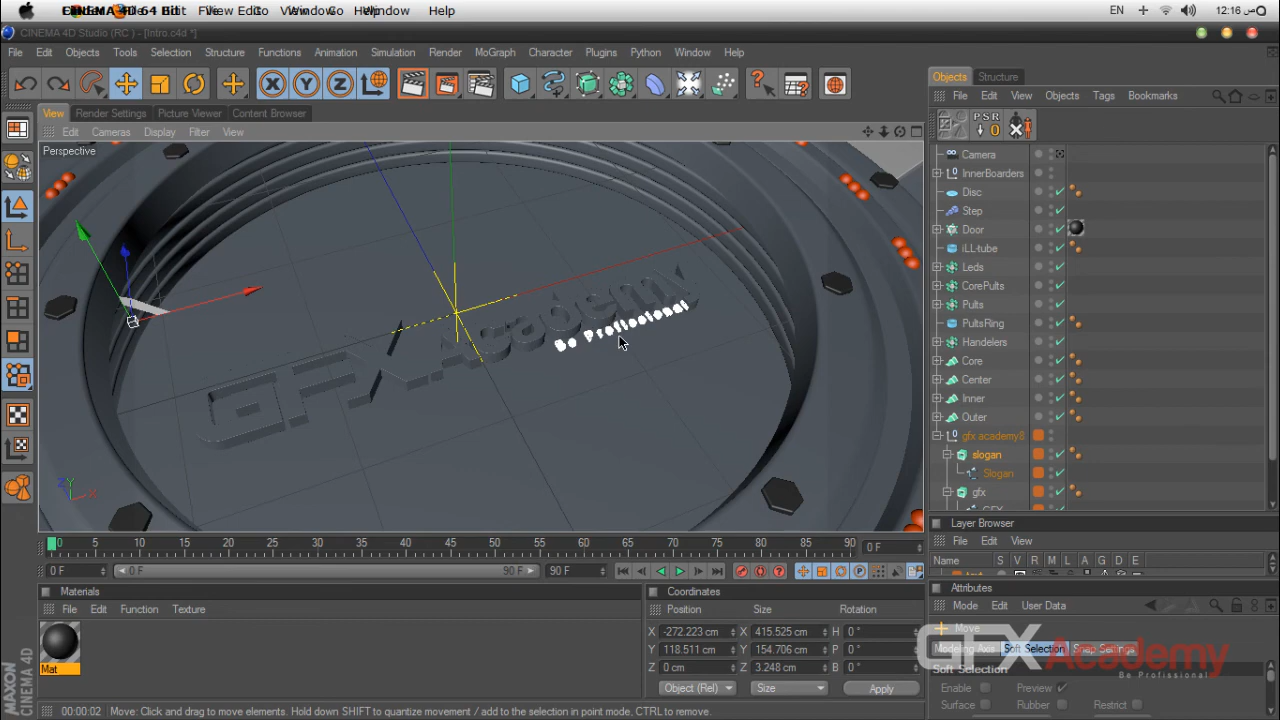 View Go Window Help
EN
12:16 ص
CINEMA 4D Studio (RC ) - [Intro.c4d *]
File Edit Objects Tools Selection Structure Functions Animation Simulation Render MoGraph Character Plugins Python Window Help
View Render Settings Picture Viewer Content Browser
Edit Cameras Display Filter View
Perspective
GFX Academy
Be Professional
X Y Z
Objects Structure
File Edit View Objects Tags Bookmarks
PSR
0
Camera
InnerBoarders
Disc
Step
Door
iLL-tube
Leds
CorePults
Pults
PultsRing
Handelers
Core
Center
Inner
Outer
gfx academy8
slogan
Slogan
gfx
Layer Browser
File Edit View
Name S V R M L A G D E
0 5 10 15 20 25 30 35 40 45 50 55 60 65 70 75 80 85 90 0 F
0 F 0 F 90 F 90 F
Materials
File Edit Function Texture
Mat
Coordinates
Position Size Rotation
X -272.223 cm X 415.525 cm H 0 °
Y 118.511 cm Y 154.706 cm P 0 °
Z 0 cm Z 3.248 cm B 0 °
Object (Rel) Size Apply
Attributes
Mode Edit User Data
Move
Modeling Axis Soft Selection Snap Settings
Soft Selection
Enable Preview
Surface Rubber Restrict
GFX Academy
Be Profissional
MAXON
CINEMA 4D
00:00:02 Move: Click and drag to move elements. Hold down SHIFT to quantize movement / add to the selection in point mode, CTRL to remove.